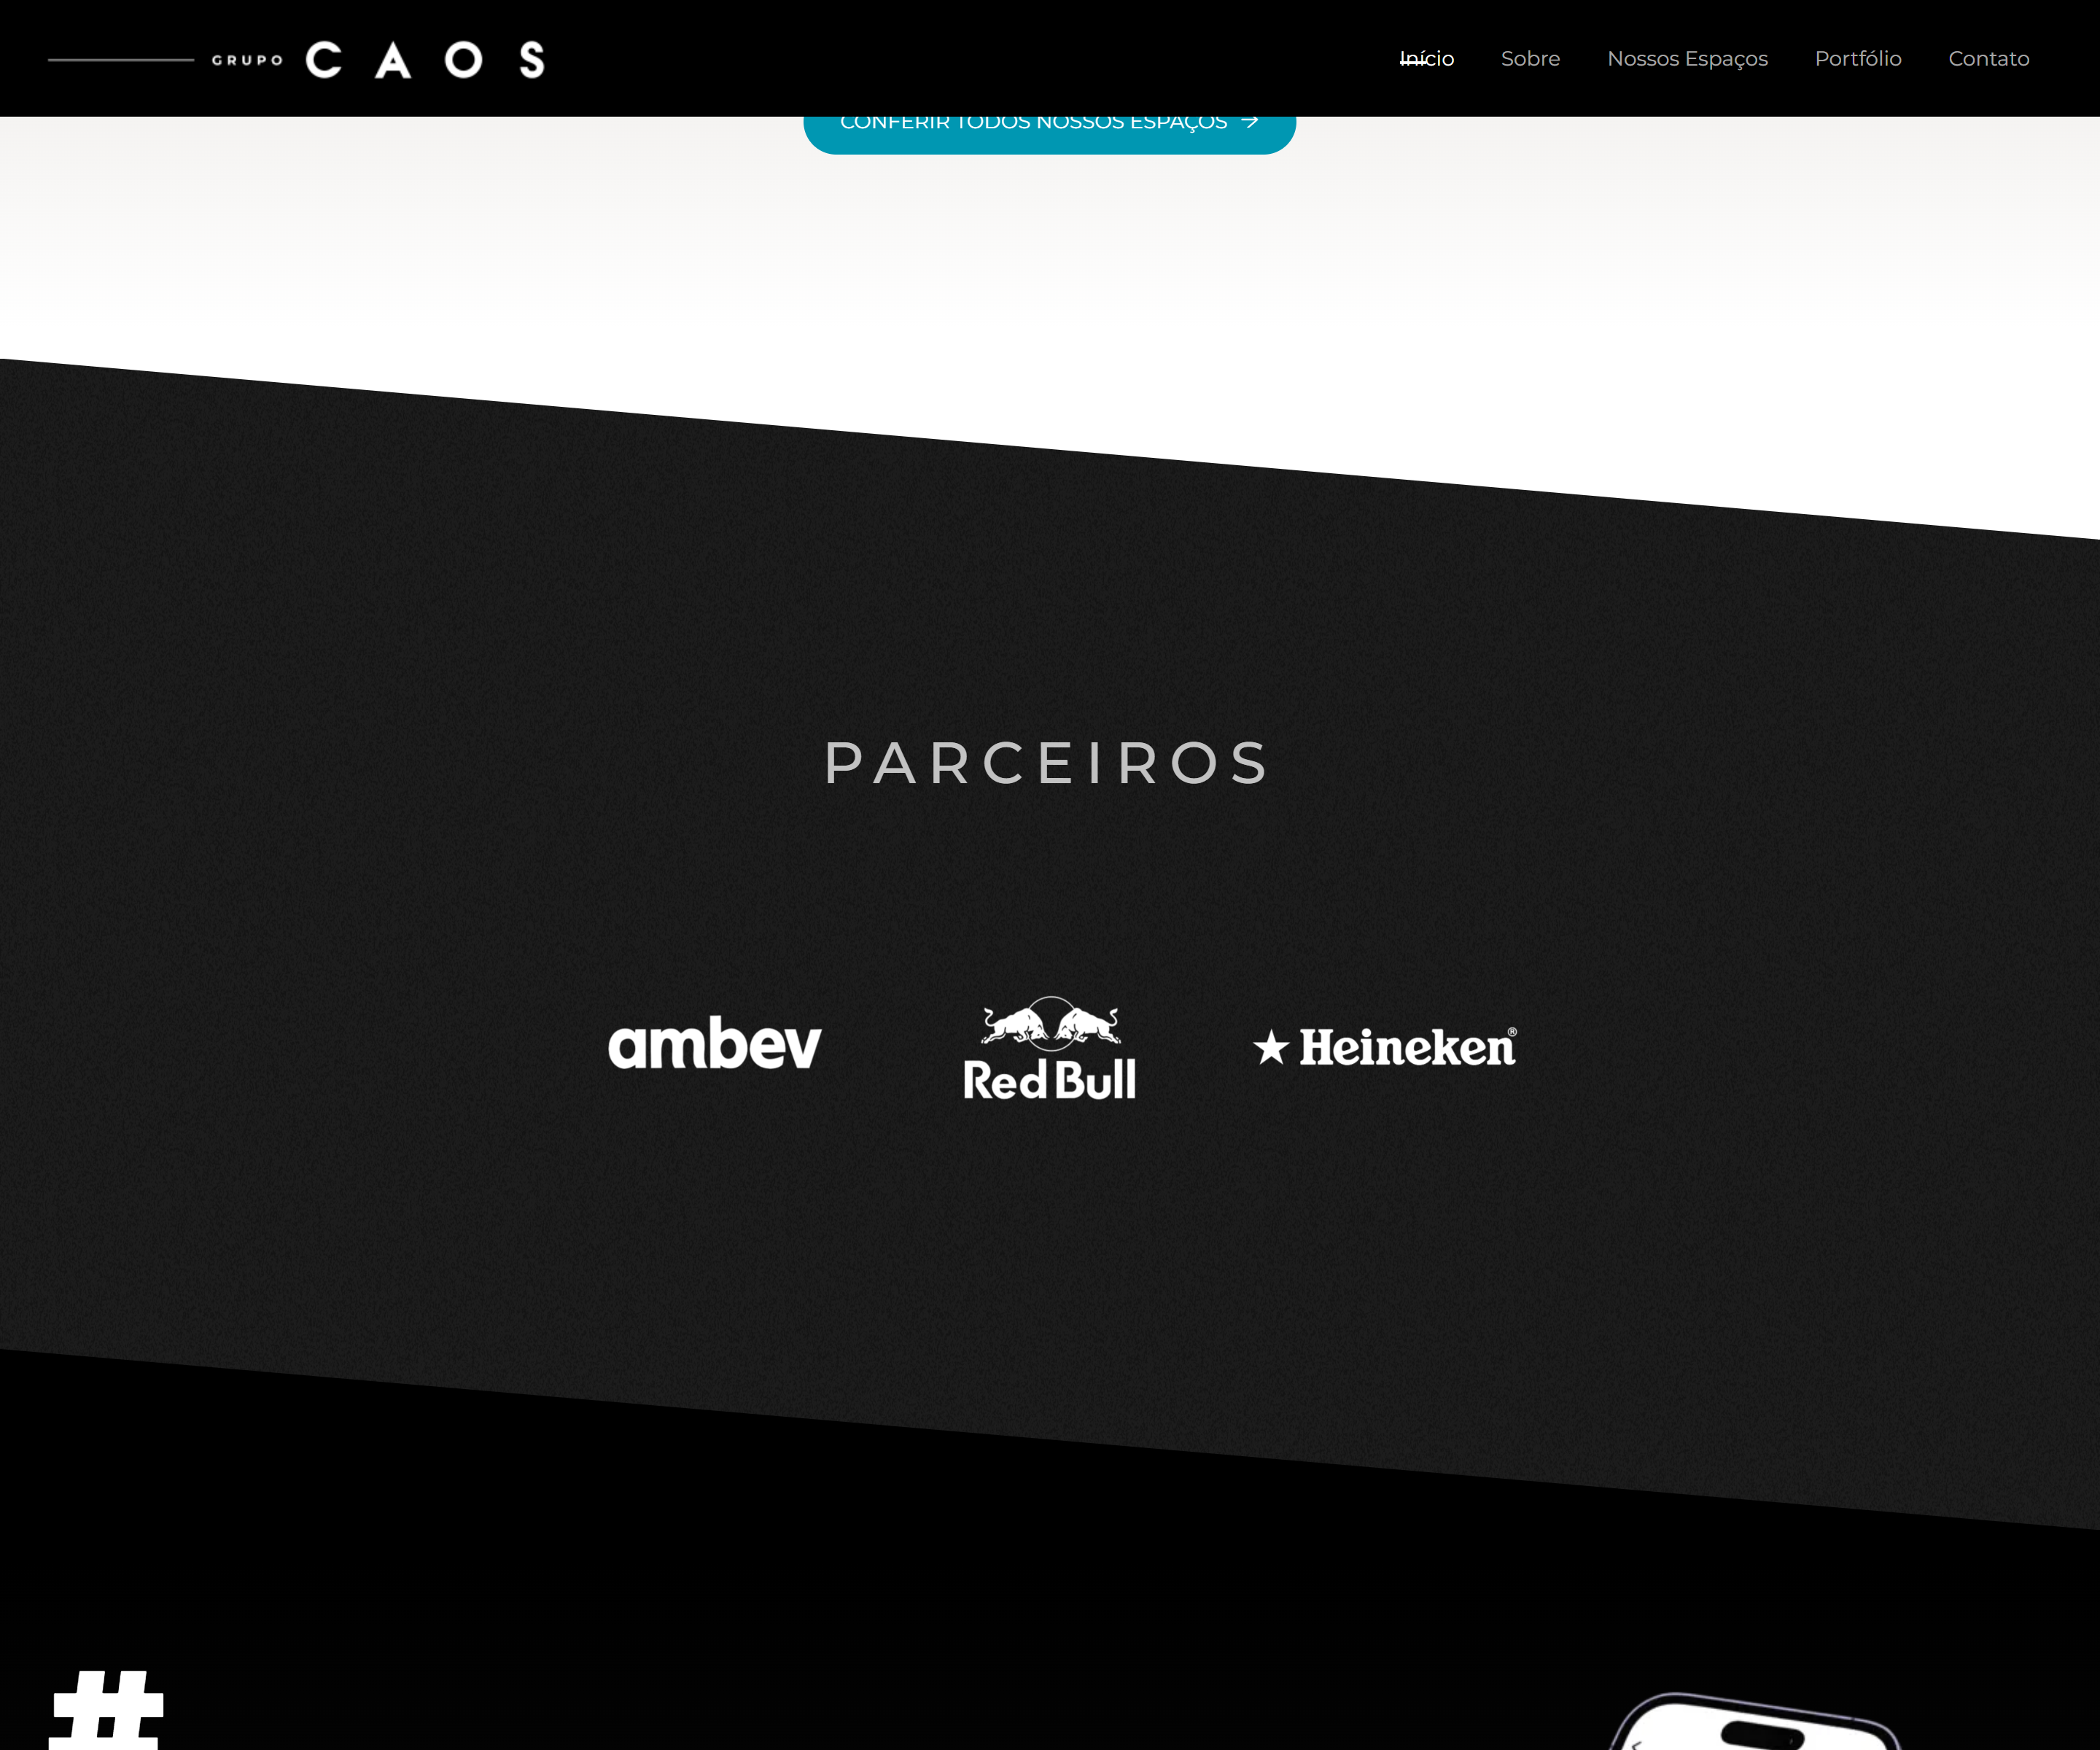 GRUPO CAOS
Início Sobre Nossos Espaços Portfólio Contato
CONFERIR TODOS NOSSOS ESPAÇOS →
PARCEIROS
ambev
Red Bull
★ Heineken®
#